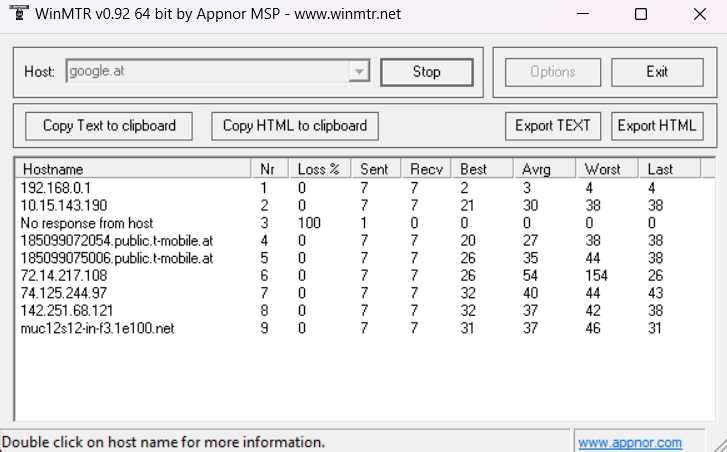 WinMTR v0.92 64 bit by Appnor MSP - www.winmtr.net
Host: google.at Stop Options Exit
Copy Text to clipboard Copy HTML to clipboard Export TEXT Export HTML
Hostname Nr Loss % Sent Recv Best Avrg Worst Last
192.168.0.1 1 0 7 7 2 3 4 4
10.15.143.190 2 0 7 7 21 30 38 38
No response from host 3 100 1 0 0 0 0 0
185099072054.public.t-mobile.at 4 0 7 7 20 27 38 38
185099075006.public.t-mobile.at 5 0 7 7 26 35 44 38
72.14.217.108 6 0 7 7 26 54 154 26
74.125.244.97 7 0 7 7 32 40 44 43
142.251.68.121 8 0 7 7 32 37 42 38
muc12s12-in-f3.1e100.net 9 0 7 7 31 37 46 31
Double click on host name for more information. www.appnor.com